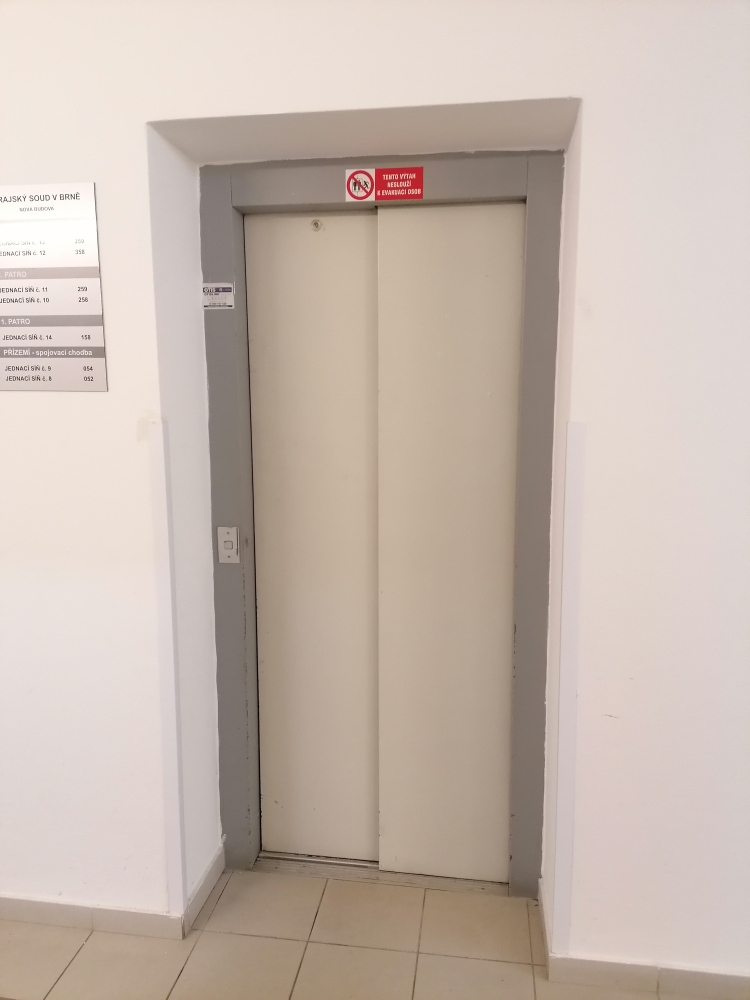 RAJSKÝ SOUD V BRNĚ
NOVÁ BUDOVA
JEDNACÍ SÍŇ č. 13 259
JEDNACÍ SÍŇ č. 12 358
. PATRO
JEDNACÍ SÍŇ č. 11 259
JEDNACÍ SÍŇ č. 10 258
1. PATRO
JEDNACÍ SÍŇ č. 14 158
PŘÍZEMÍ - spojovací chodba
JEDNACÍ SÍŇ č. 9 054
JEDNACÍ SÍŇ č. 8 052
TENTO VÝTAH
NESLOUŽÍ
K EVAKUACI OSOB
OTIS